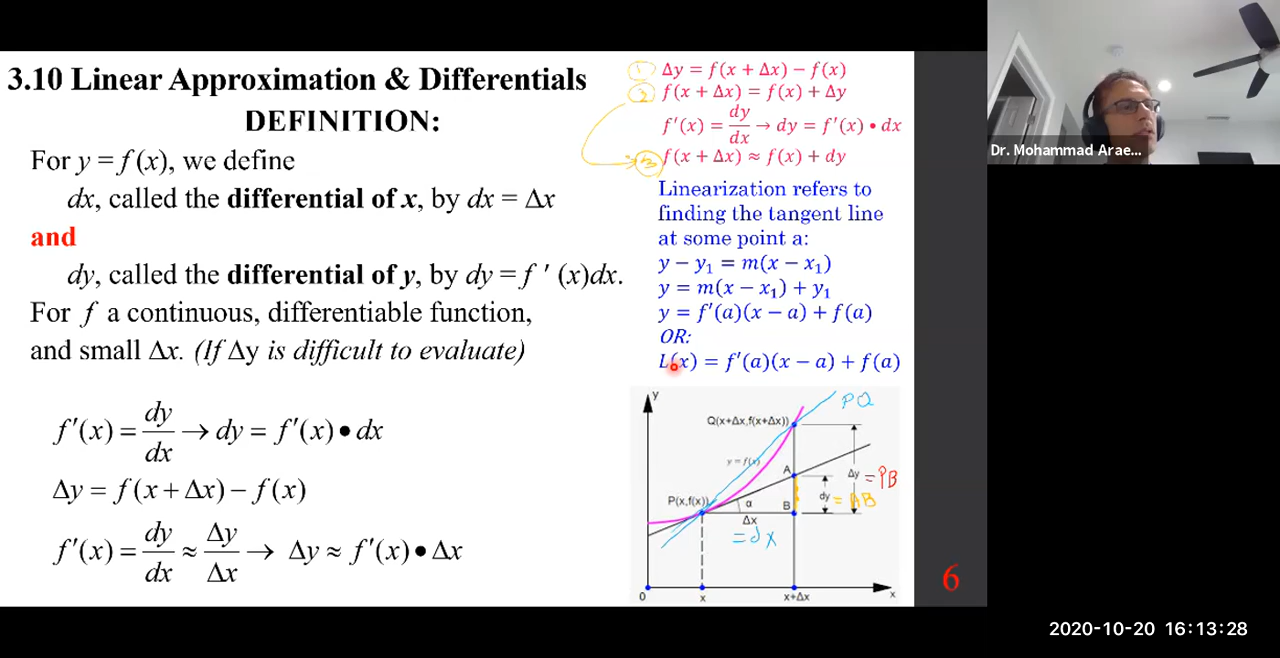 3.10 Linear Approximation & Differentials
DEFINITION:
For y = f(x), we define
dx, called the differential of x, by dx = Δx
and
dy, called the differential of y, by dy = f ' (x)dx.
For f a continuous, differentiable function,
and small Δx. (If Δy is difficult to evaluate)
f'(x) = dy/dx → dy = f'(x) • dx
Δy = f(x + Δx) − f(x)
f'(x) = dy/dx ≈ Δy/Δx → Δy ≈ f'(x) • Δx
1 Δy = f(x + Δx) − f(x)
2 f(x + Δx) = f(x) + Δy
f'(x) = dy/dx → dy = f'(x) • dx
3 f(x + Δx) ≈ f(x) + dy
Linearization refers to
finding the tangent line
at some point a:
y − y₁ = m(x − x₁)
y = m(x − x₁) + y₁
y = f'(a)(x − a) + f(a)
OR:
L(x) = f'(a)(x − a) + f(a)
y
PQ
Q(x+Δx,f(x+Δx))
y = f(x)
A
Δy = PB
P(x,f(x))
α
B
dy = AB
Δx
= dx
0
x
x+Δx
x
6
Dr. Mohammad Arae...
2020-10-20 16:13:28